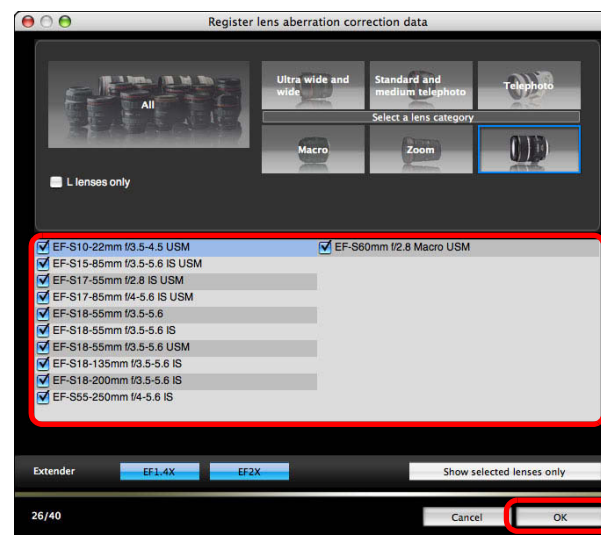 Register lens aberration correction data
All
Ultra wide and
wide
Standard and
medium telephoto
Telephoto
Select a lens category
Macro
Zoom
L lenses only
EF-S10-22mm f/3.5-4.5 USM
EF-S60mm f/2.8 Macro USM
EF-S15-85mm f/3.5-5.6 IS USM
EF-S17-55mm f/2.8 IS USM
EF-S17-85mm f/4-5.6 IS USM
EF-S18-55mm f/3.5-5.6
EF-S18-55mm f/3.5-5.6 IS
EF-S18-55mm f/3.5-5.6 USM
EF-S18-135mm f/3.5-5.6 IS
EF-S18-200mm f/3.5-5.6 IS
EF-S55-250mm f/4-5.6 IS
Extender
EF1.4X
EF2X
Show selected lenses only
26/40
Cancel
OK